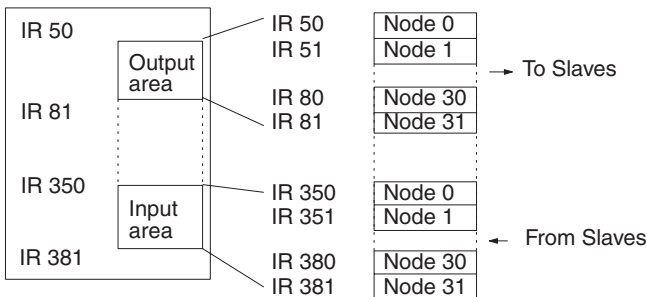 IR 50
Output
area
IR 81
IR 350
Input
area
IR 381
IR 50 Node 0
IR 51 Node 1
To Slaves
IR 80 Node 30
IR 81 Node 31
IR 350 Node 0
IR 351 Node 1
From Slaves
IR 380 Node 30
IR 381 Node 31